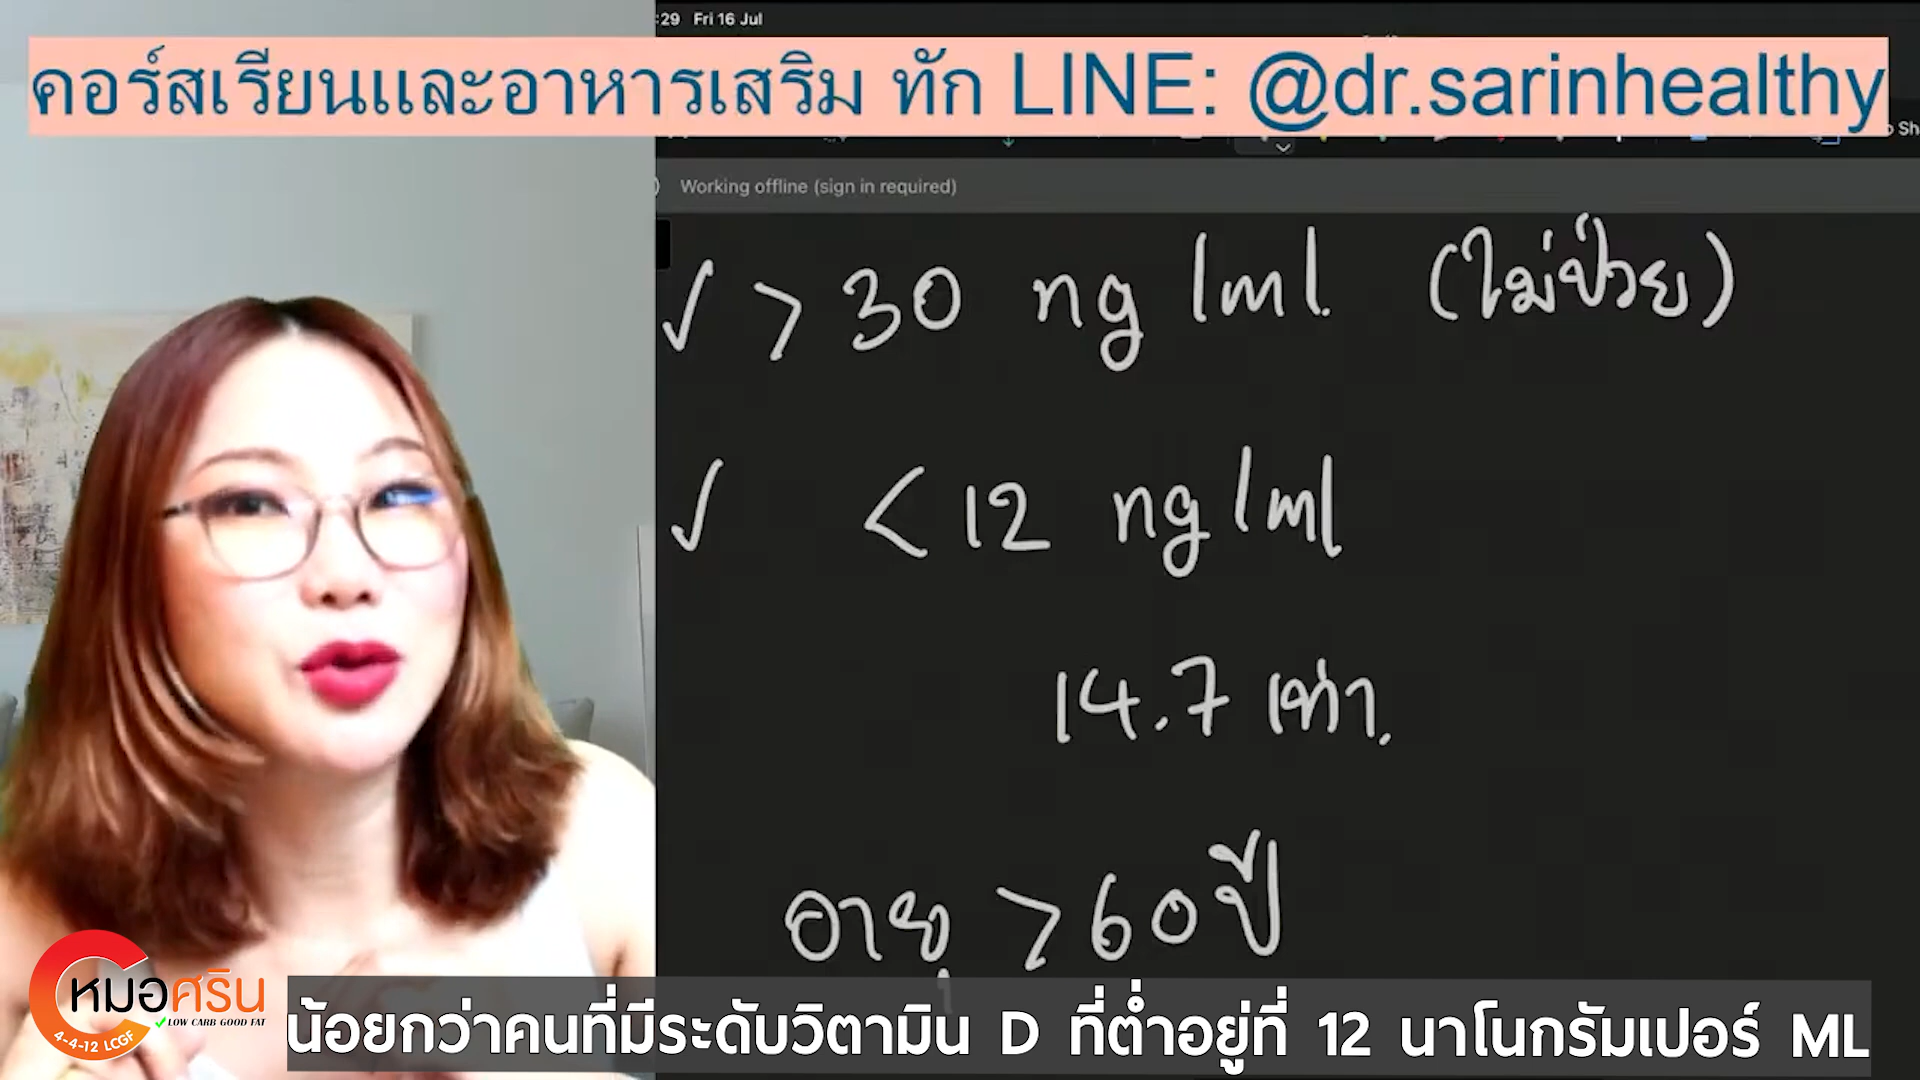 :29 Fri 16 Jul
คอร์สเรียนและอาหารเสริม ทัก LINE: @dr.sarinhealthy
Sh
Working offline (sign in required)
✓ > 30 ng/ml. (ไม่ป่วย)
✓ < 12 ng/ml
14.7 เท่า.
อายุ > 60 ปี
หมอศริน
LOW CARB GOOD FAT
4-4-12 LCGF
น้อยกว่าคนที่มีระดับวิตามิน D ที่ต่ำอยู่ที่ 12 นาโนกรัมเปอร์ ML